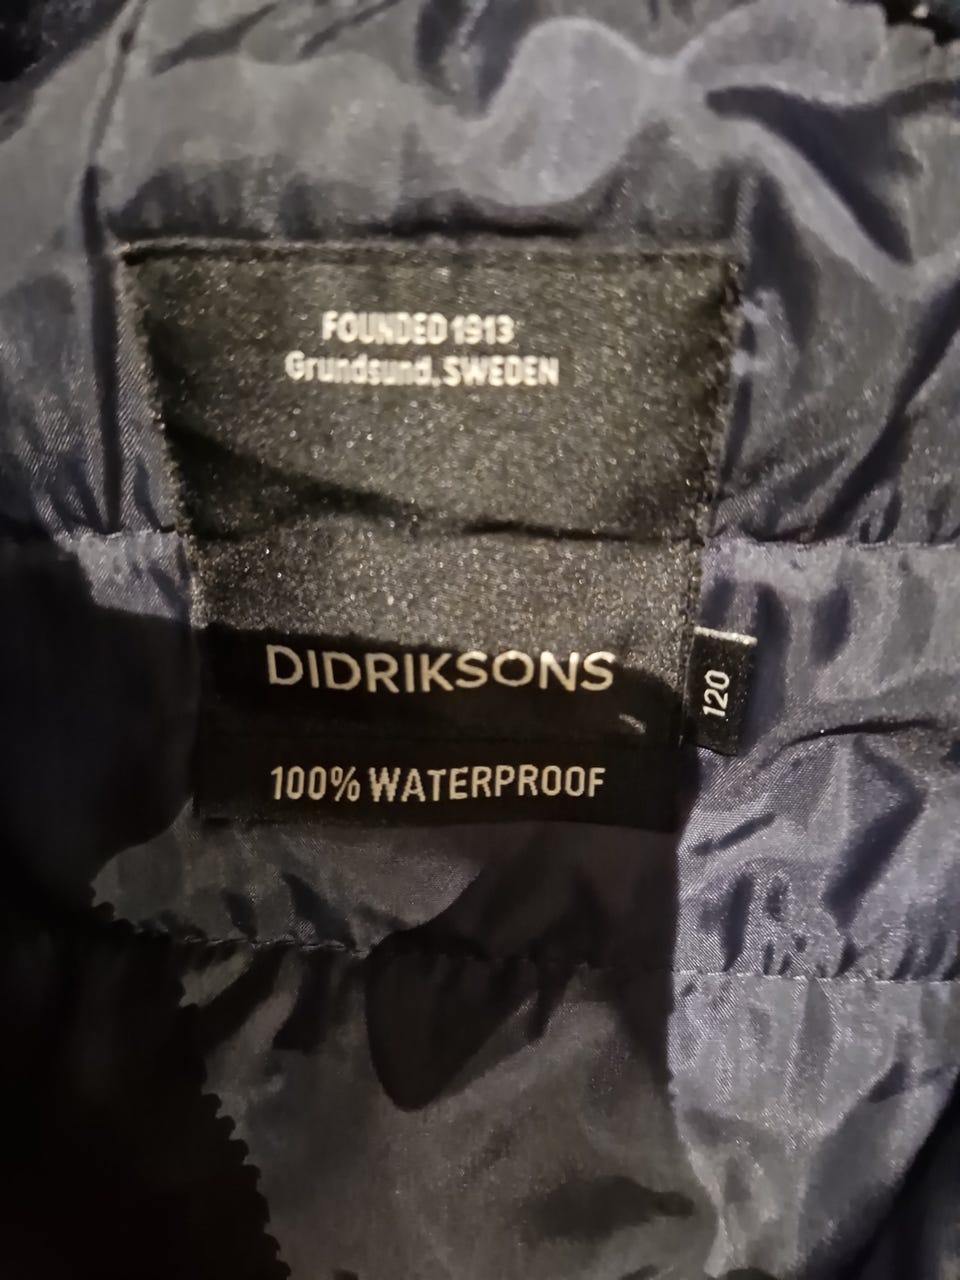 FOUNDED 1913
Grundsund, SWEDEN
DIDRIKSONS
120
100% WATERPROOF